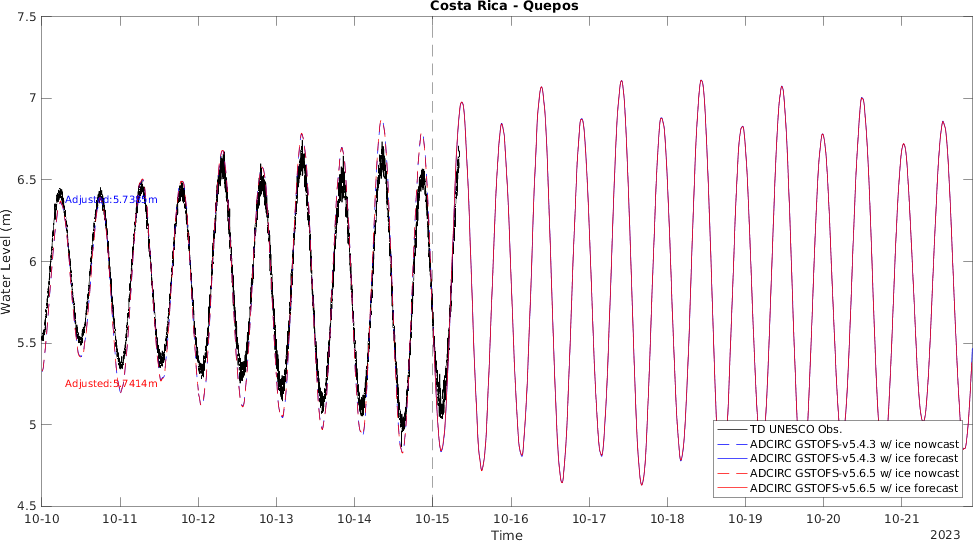 Costa Rica - Quepos
7.5
7
6.5
6
5.5
5
4.5
Water Level (m)
Adjusted:5.7385m
Adjusted:5.7414m
TD UNESCO Obs.
ADCIRC GSTOFS-v5.4.3 w/ ice nowcast
ADCIRC GSTOFS-v5.4.3 w/ ice forecast
ADCIRC GSTOFS-v5.6.5 w/ ice nowcast
ADCIRC GSTOFS-v5.6.5 w/ ice forecast
10-10 10-11 10-12 10-13 10-14 10-15 10-16 10-17 10-18 10-19 10-20 10-21
Time
2023